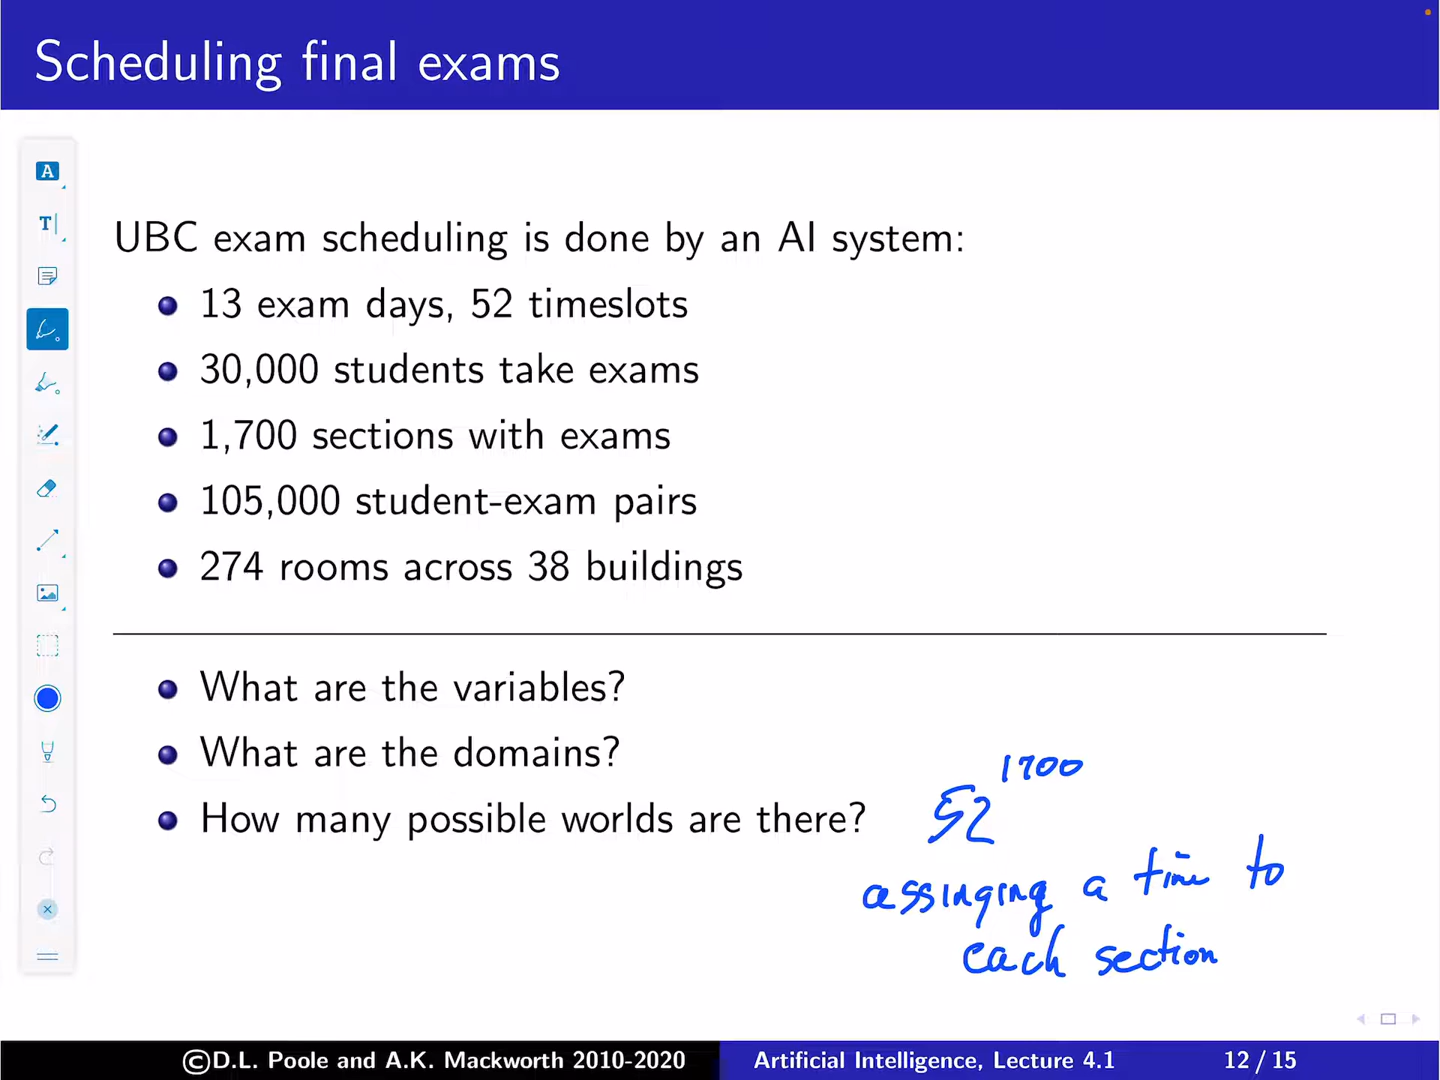 Scheduling final exams
UBC exam scheduling is done by an AI system:
13 exam days, 52 timeslots
30,000 students take exams
1,700 sections with exams
105,000 student-exam pairs
274 rooms across 38 buildings
What are the variables?
What are the domains?
How many possible worlds are there? 52^1700
assinging a time to
each section
©D.L. Poole and A.K. Mackworth 2010-2020 Artificial Intelligence, Lecture 4.1 12 / 15